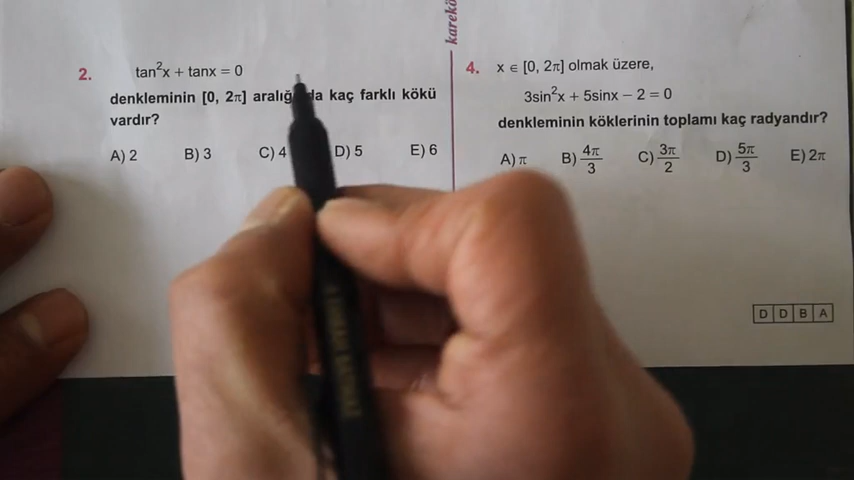 2. tan²x + tanx = 0
denkleminin [0, 2π] kaç farklı kökü
vardır?
A) 2 B) 3 C) 4 D) 5 E) 6
karekö
4. x ∈ [0, 2π] olmak üzere,
3sin²x + 5sinx − 2 = 0
denkleminin köklerinin toplamı kaç radyandır?
A) π B) 4π/3 C) 3π/2 D) 5π/3 E) 2π
D D B A